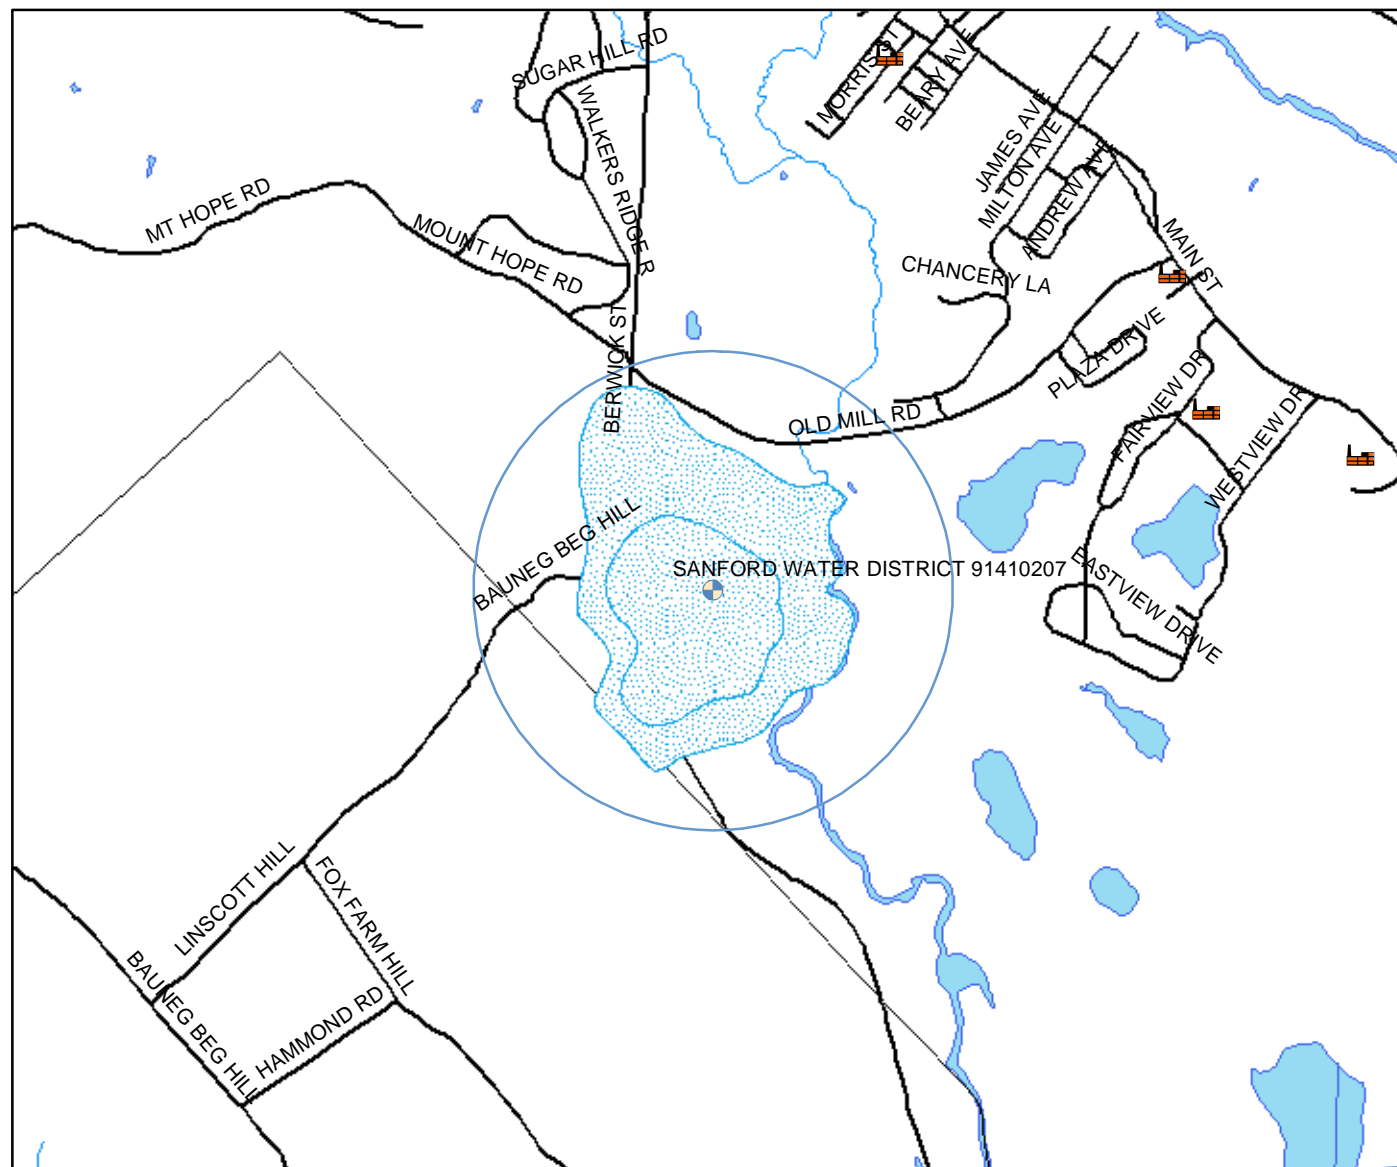 SUGAR HILL RD
MORRIS ST
BEARY AVE
WALKERS RIDGE R
JAMES AVE
MILTON AVE
ANDREW AVE
MT HOPE RD
MOUNT HOPE RD
CHANCERY LA
MAIN ST
BERWICK ST
PLAZA DRIVE
FAIRVIEW DR
OLD MILL RD
WESTVIEW DR
BAUNEG BEG HILL
SANFORD WATER DISTRICT 91410207
EASTVIEW DRIVE
LINSCOTT HILL
FOX FARM HILL
BAUNEG BEG HILL
HAMMOND RD